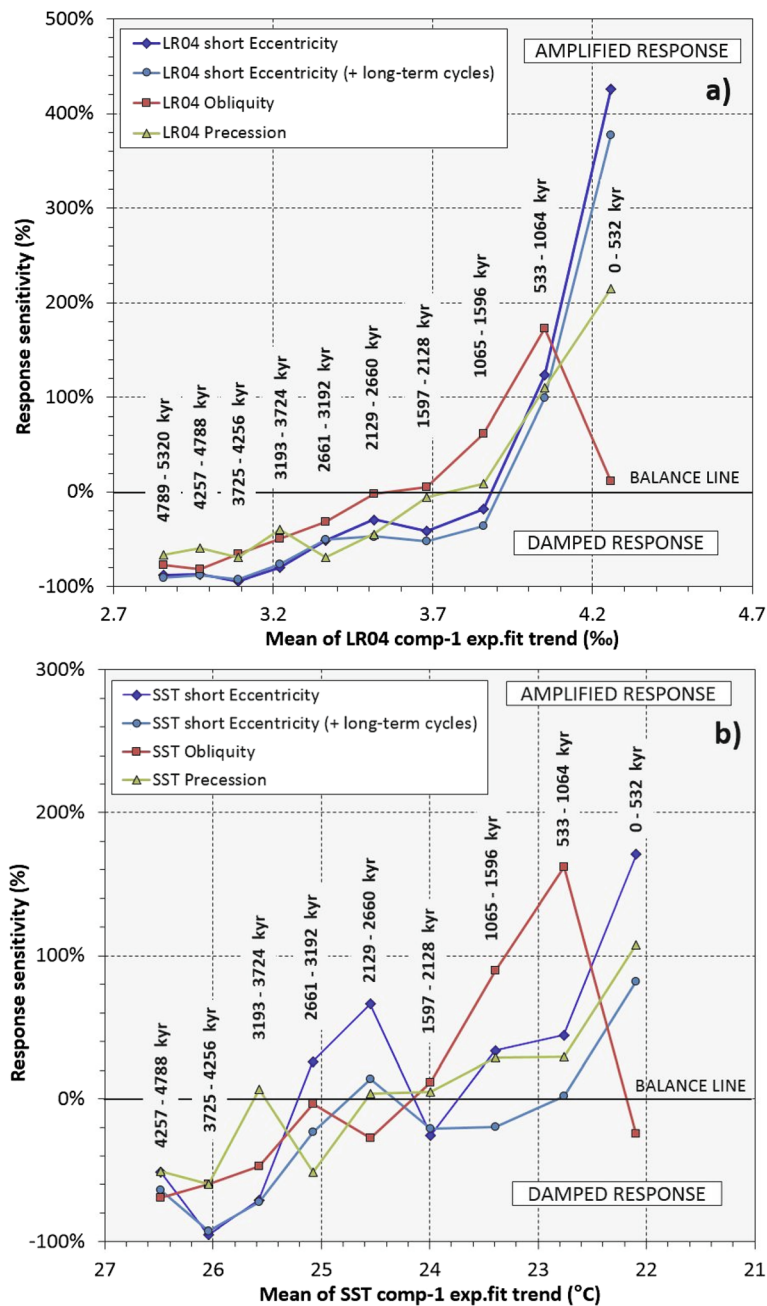 500%
400%
300%
200%
100%
0%
-100%
Response sensitivity (%)
LR04 short Eccentricity
LR04 short Eccentricity (+ long-term cycles)
LR04 Obliquity
LR04 Precession
AMPLIFIED RESPONSE
a)
4789 - 5320 kyr
4257 - 4788 kyr
3725 - 4256 kyr
3193 - 3724 kyr
2661 - 3192 kyr
2129 - 2660 kyr
1597 - 2128 kyr
1065 - 1596 kyr
533 - 1064 kyr
0 - 532 kyr
BALANCE LINE
DAMPED RESPONSE
2.7 3.2 3.7 4.2 4.7
Mean of LR04 comp-1 exp.fit trend (‰)
300%
200%
100%
0%
-100%
Response sensitivity (%)
SST short Eccentricity
SST short Eccentricity (+ long-term cycles)
SST Obliquity
SST Precession
AMPLIFIED RESPONSE
b)
4257 - 4788 kyr
3725 - 4256 kyr
3193 - 3724 kyr
2661 - 3192 kyr
2129 - 2660 kyr
1597 - 2128 kyr
1065 - 1596 kyr
533 - 1064 kyr
0 - 532 kyr
BALANCE LINE
DAMPED RESPONSE
27 26 25 24 23 22 21
Mean of SST comp-1 exp.fit trend (°C)